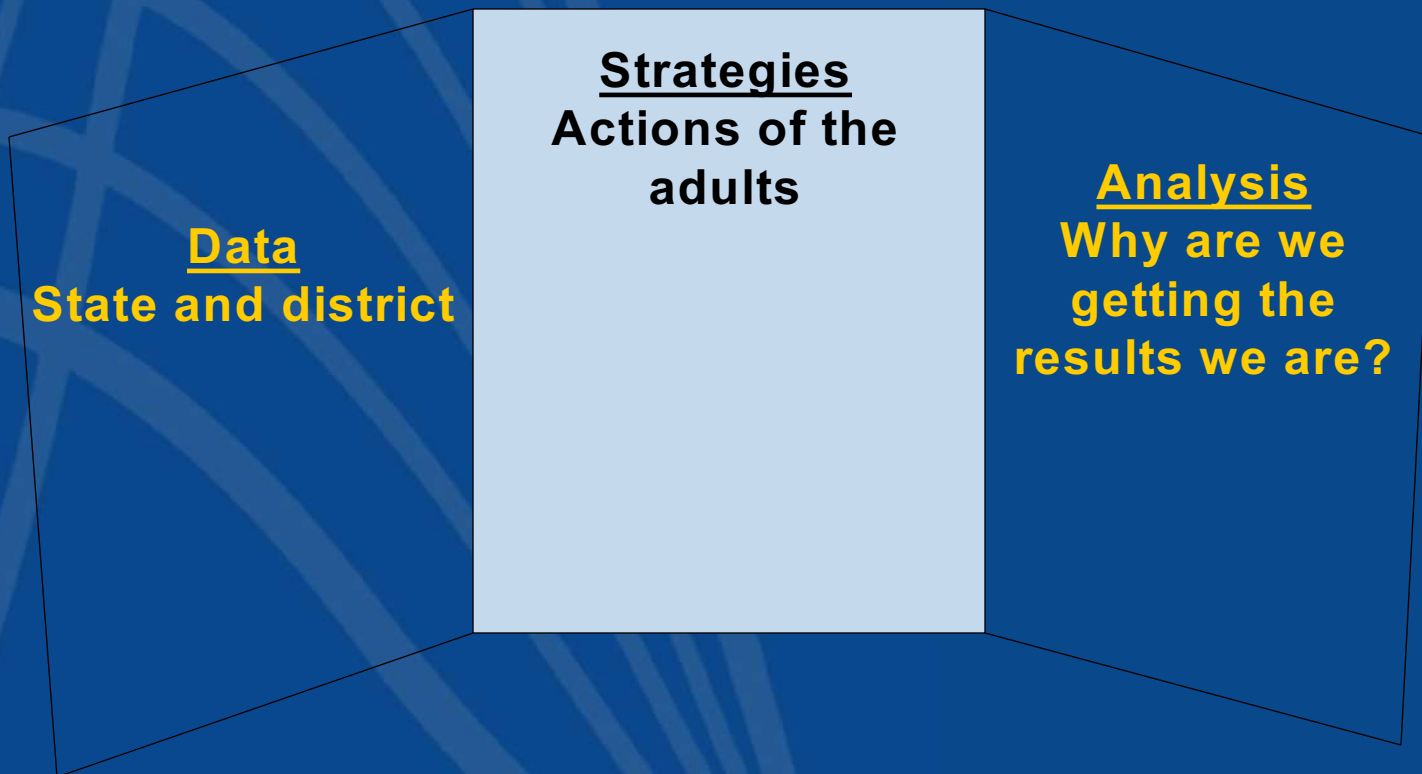 Data
State and district
Strategies
Actions of the
adults
Analysis
Why are we
getting the
results we are?